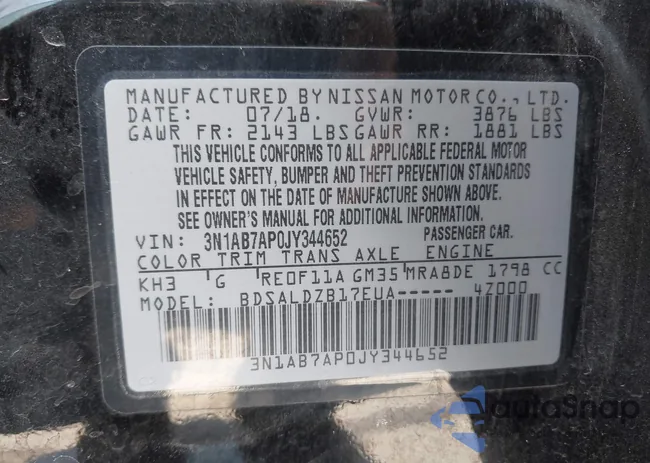 MANUFACTURED BY NISSAN MOTOR CO., LTD.
DATE: 07/18. GVWR: 3876 LBS
GAWR FR: 2143 LBS GAWR RR: 1881 LBS
THIS VEHICLE CONFORMS TO ALL APPLICABLE FEDERAL MOTOR
VEHICLE SAFETY, BUMPER AND THEFT PREVENTION STANDARDS
IN EFFECT ON THE DATE OF MANUFACTURE SHOWN ABOVE.
SEE OWNER'S MANUAL FOR ADDITIONAL INFORMATION.
VIN: 3N1AB7AP0JY344652 PASSENGER CAR.
COLOR TRIM TRANS AXLE ENGINE
KH3 G RE0F11A GM35 MRA8DE 1798 CC
MODEL: BDSALDZB17EUA----- 4Z000
3N1AB7AP0JY344652
autoSnap